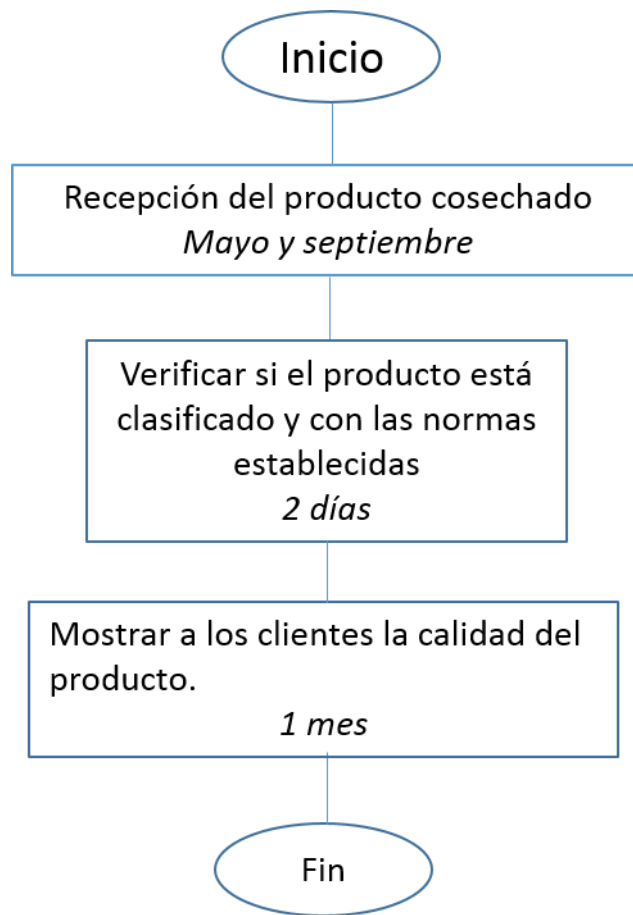 Inicio
Recepción del producto cosechado
Mayo y septiembre
Verificar si el producto está
clasificado y con las normas
establecidas
2 días
Mostrar a los clientes la calidad del
producto.
1 mes
Fin